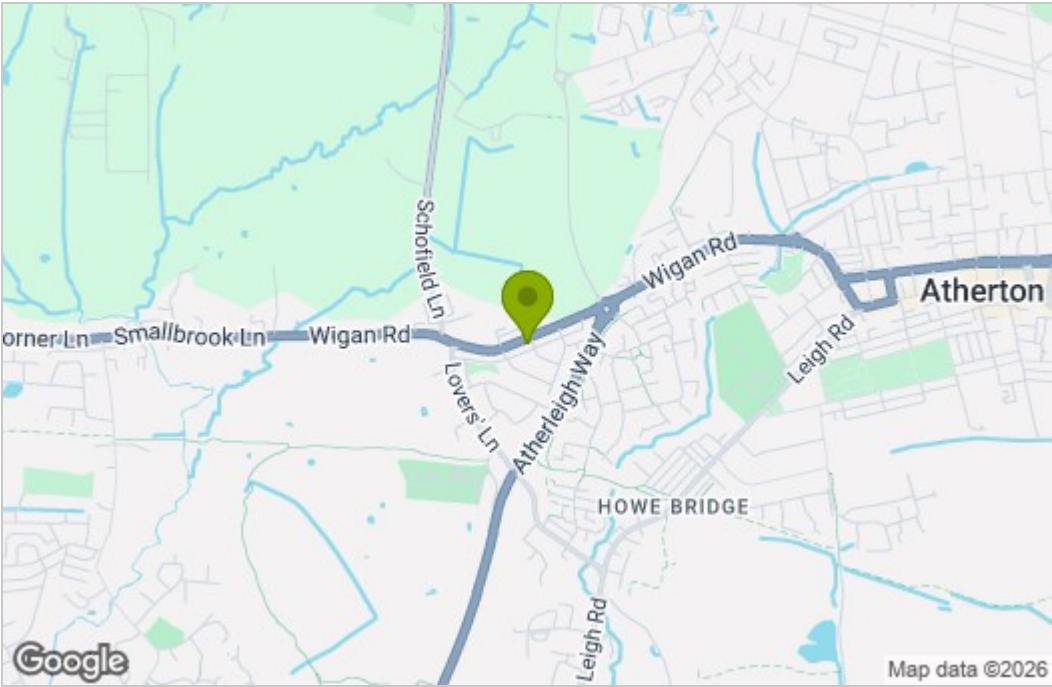 Schofield Ln
Wigan Rd
Atherton
orner Ln
Smallbrook Ln
Wigan Rd
Leigh Rd
Lovers' Ln
Atherleigh Way
HOWE BRIDGE
Leigh Rd
Google
Map data ©2026